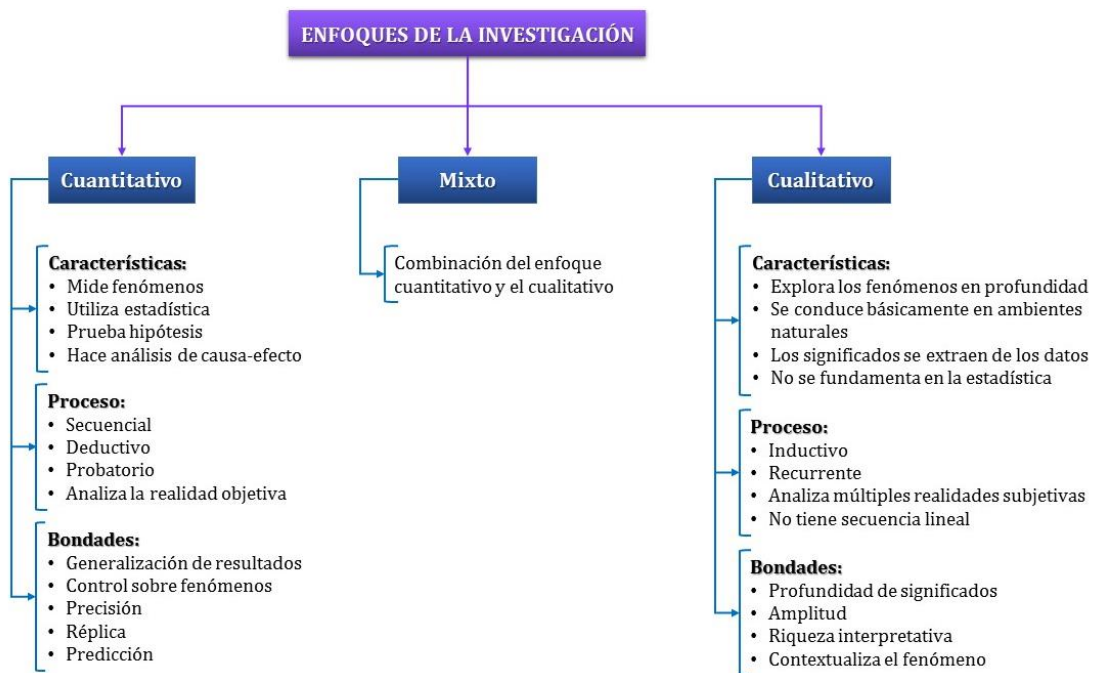 ENFOQUES DE LA INVESTIGACIÓN
Cuantitativo
Características:
• Mide fenómenos
• Utiliza estadística
• Prueba hipótesis
• Hace análisis de causa-efecto
Proceso:
• Secuencial
• Deductivo
• Probatorio
• Analiza la realidad objetiva
Bondades:
• Generalización de resultados
• Control sobre fenómenos
• Precisión
• Réplica
• Predicción
Mixto
Combinación del enfoque
cuantitativo y el cualitativo
Cualitativo
Características:
• Explora los fenómenos en profundidad
• Se conduce básicamente en ambientes
naturales
• Los significados se extraen de los datos
• No se fundamenta en la estadística
Proceso:
• Inductivo
• Recurrente
• Analiza múltiples realidades subjetivas
• No tiene secuencia lineal
Bondades:
• Profundidad de significados
• Amplitud
• Riqueza interpretativa
• Contextualiza el fenómeno